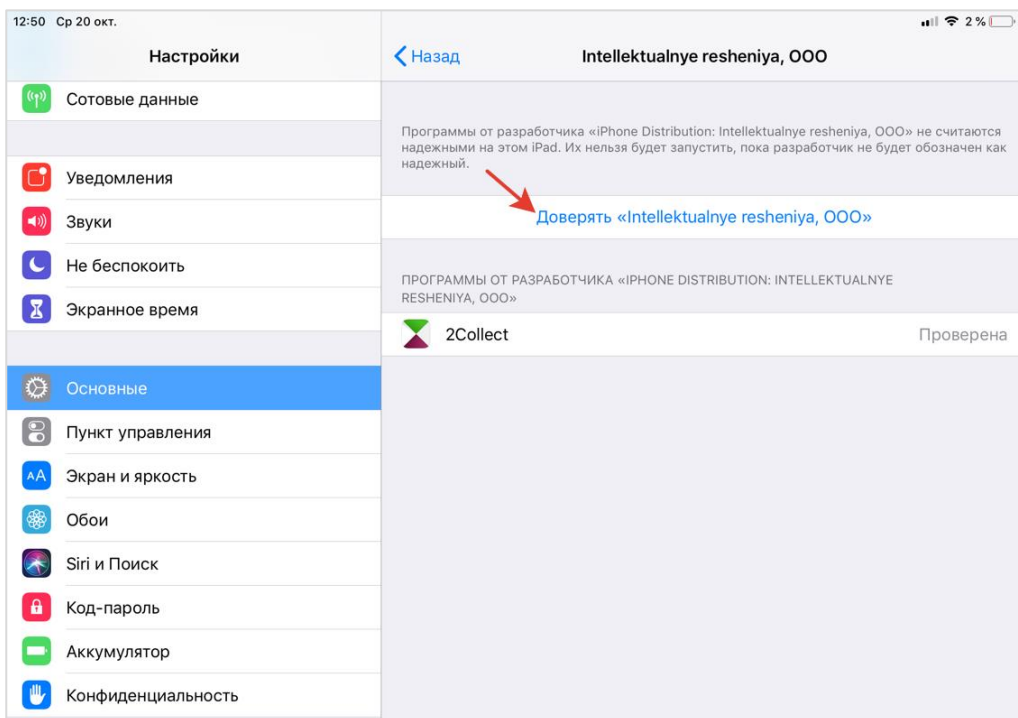 12:50 Ср 20 окт.
2 %
Настройки
Сотовые данные
Уведомления
Звуки
Не беспокоить
Экранное время
Основные
Пункт управления
AA Экран и яркость
Обои
Siri и Поиск
Код-пароль
Аккумулятор
Конфиденциальность
Назад
Intellektualnye resheniya, OOO
Программы от разработчика «iPhone Distribution: Intellektualnye resheniya, OOO» не считаются
надежными на этом iPad. Их нельзя будет запустить, пока разработчик не будет обозначен как
надежный.
Доверять «Intellektualnye resheniya, OOO»
ПРОГРАММЫ ОТ РАЗРАБОТЧИКА «IPHONE DISTRIBUTION: INTELLEKTUALNYE
RESHENIYA, OOO»
2Collect Проверена